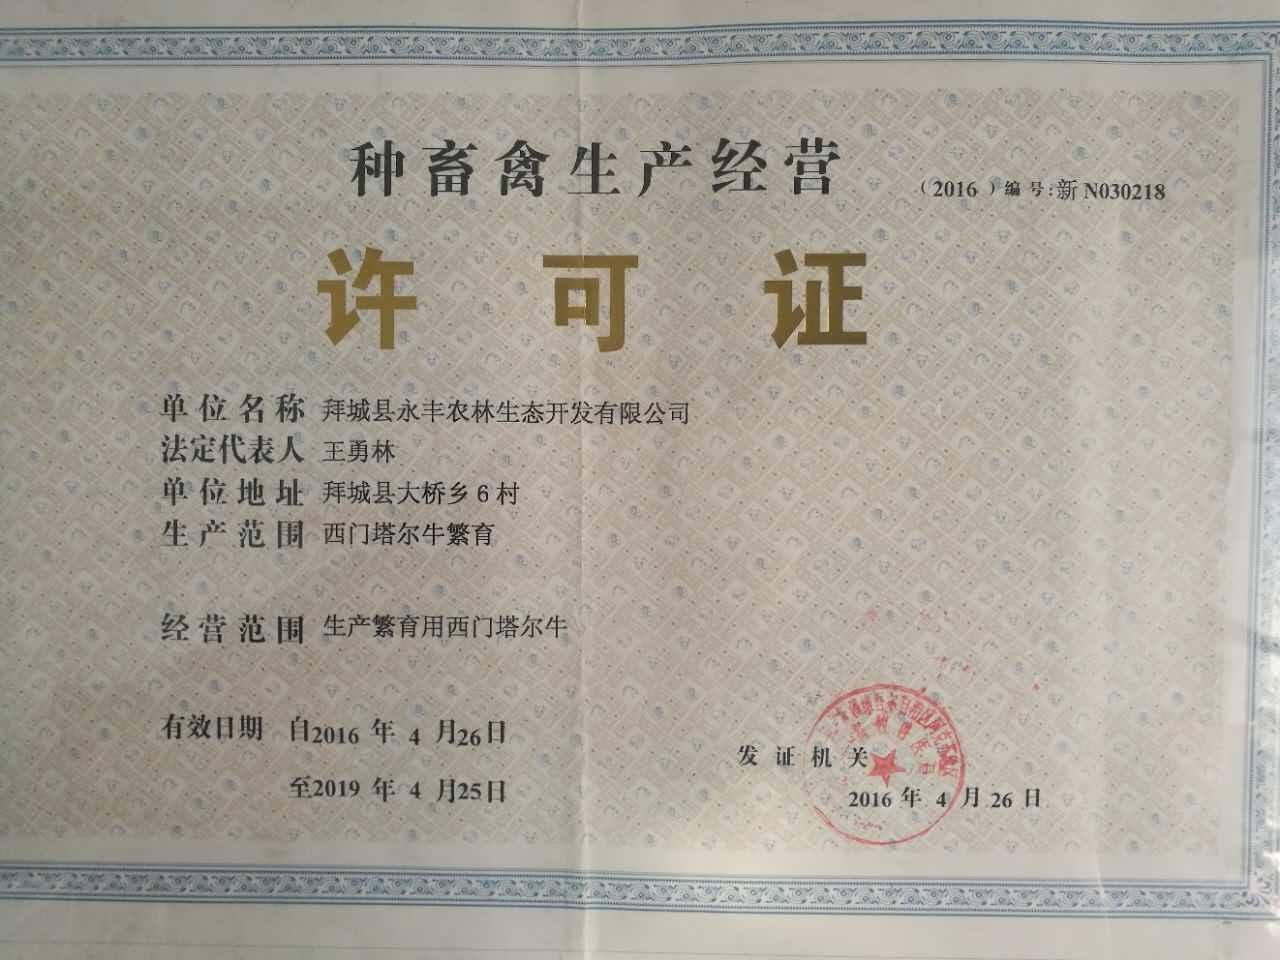 种畜禽生产经营
（2016）编号:新N030218
许可证
单位名称 拜城县永丰农林生态开发有限公司
法定代表人 王勇林
单位地址 拜城县大桥乡6村
生产范围 西门塔尔牛繁育
经营范围 生产繁育用西门塔尔牛
有效日期 自2016年4月26日
至2019年4月25日
发证机关
2016年4月26日